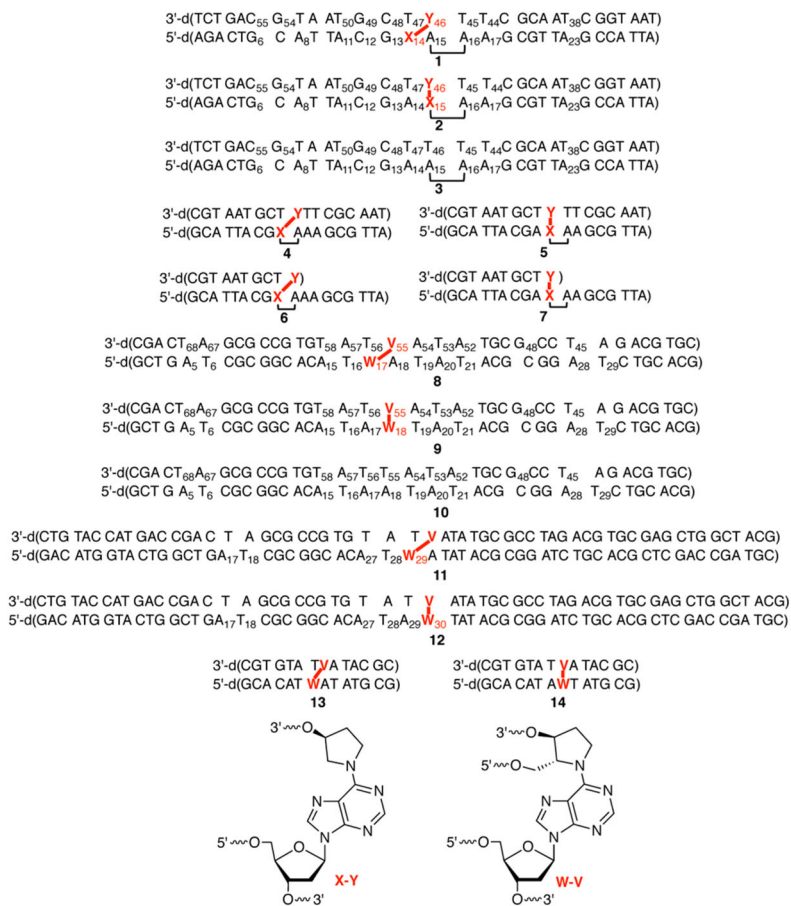 3'-d(TCT GAC55 G54T A AT50G49 C48T47Y46 T45T44C GCA AT38C GGT AAT)
5'-d(AGA CTG6 C A8T TA11C12 G13X14A15 A16A17G CGT TA23G CCA TTA)
1
3'-d(TCT GAC55 G54T A AT50G49 C48T47Y46 T45 T44C GCA AT38C GGT AAT)
5'-d(AGA CTG6 C A8T TA11C12 G13A14X15 A16A17G CGT TA23G CCA TTA)
2
3'-d(TCT GAC55 G54T A AT50G49 C48T47T46 T45 T44C GCA AT38C GGT AAT)
5'-d(AGA CTG6 C A8T TA11C12 G13A14A15 A16A17G CGT TA23G CCA TTA)
3
3'-d(CGT AAT GCT YTT CGC AAT) 3'-d(CGT AAT GCT Y TT CGC AAT)
5'-d(GCA TTA CGX AAA GCG TTA) 5'-d(GCA TTA CGA X AA GCG TTA)
4 5
3'-d(CGT AAT GCT Y) 3'-d(CGT AAT GCT Y )
5'-d(GCA TTA CGX AAA GCG TTA) 5'-d(GCA TTA CGA X AA GCG TTA)
6 7
3'-d(CGA CT68A67 GCG CCG TGT58 A57T56 V55 A54T53A52 TGC G48CC T45 A G ACG TGC)
5'-d(GCT G A5 T6 CGC GGC ACA15 T16W17A18 T19A20T21 ACG C GG A28 T29C TGC ACG)
8
3'-d(CGA CT68A67 GCG CCG TGT58 A57T56 V55 A54T53A52 TGC G48CC T45 A G ACG TGC)
5'-d(GCT G A5 T6 CGC GGC ACA15 T16A17W18 T19A20T21 ACG C GG A28 T29C TGC ACG)
9
3'-d(CGA CT68A67 GCG CCG TGT58 A57T56T55 A54T53A52 TGC G48CC T45 A G ACG TGC)
5'-d(GCT G A5 T6 CGC GGC ACA15 T16A17A18 T19A20T21 ACG C GG A28 T29C TGC ACG)
10
3'-d(CTG TAC CAT GAC CGAC T A GCG CCG TG T A T V ATA TGC GCC TAG ACG TGC GAG CTG GCT ACG)
5'-d(GAC ATG GTA CTG GCT GA17T18 CGC GGC ACA27 T28W29A TAT ACG CGG ATC TGC ACG CTC GAC CGA TGC)
11
3'-d(CTG TAC CAT GAC CGAC T A GCG CCG TG T A T V ATA TGC GCC TAG ACG TGC GAG CTG GCT ACG)
5'-d(GAC ATG GTA CTG GCT GA17T18 CGC GGC ACA27 T28A29W30 TAT ACG CGG ATC TGC ACG CTC GAC CGA TGC)
12
3'-d(CGT GTA TVA TAC GC) 3'-d(CGT GTA T VA TAC GC)
5'-d(GCA CAT WAT ATG CG) 5'-d(GCA CAT AWT ATG CG)
13 14
3' O 3' O
5' O
N N
N N N N
N N N N
5' O O 5' O O
X-Y W-V
O 3' O 3'